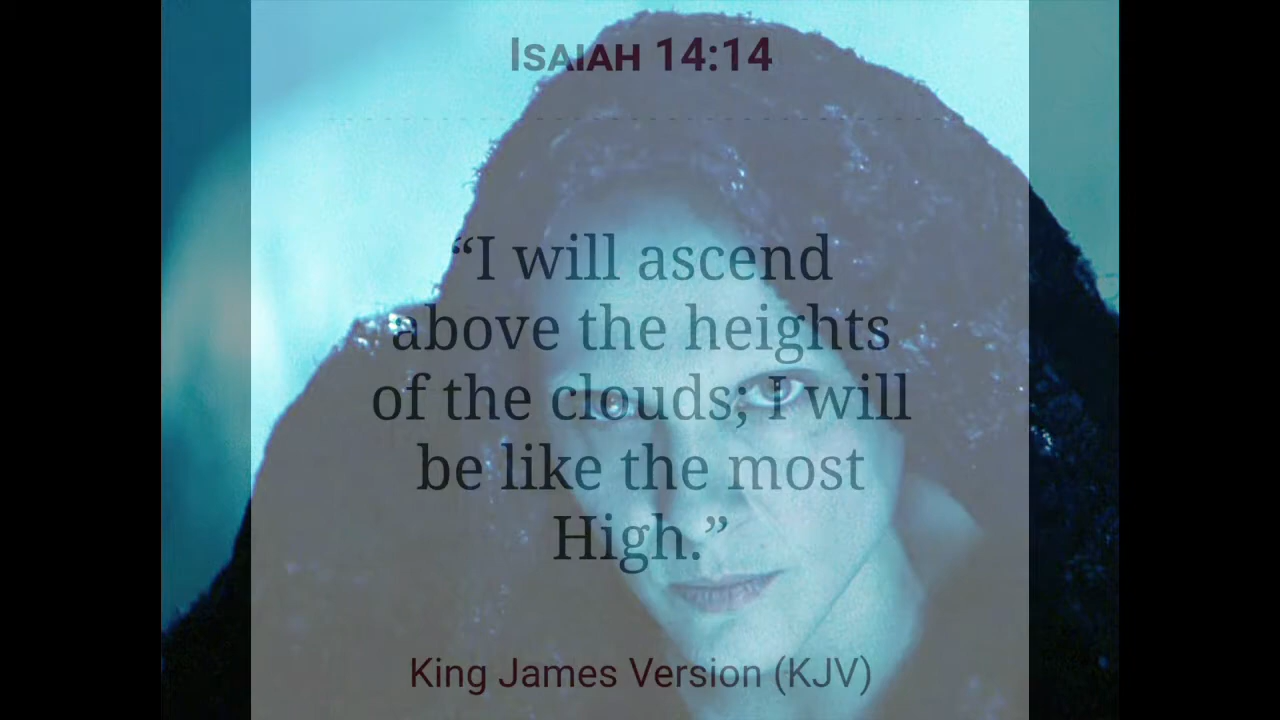 Isaiah 14:14
“I will ascend
above the heights
of the clouds; I will
be like the most
High.”
King James Version (KJV)